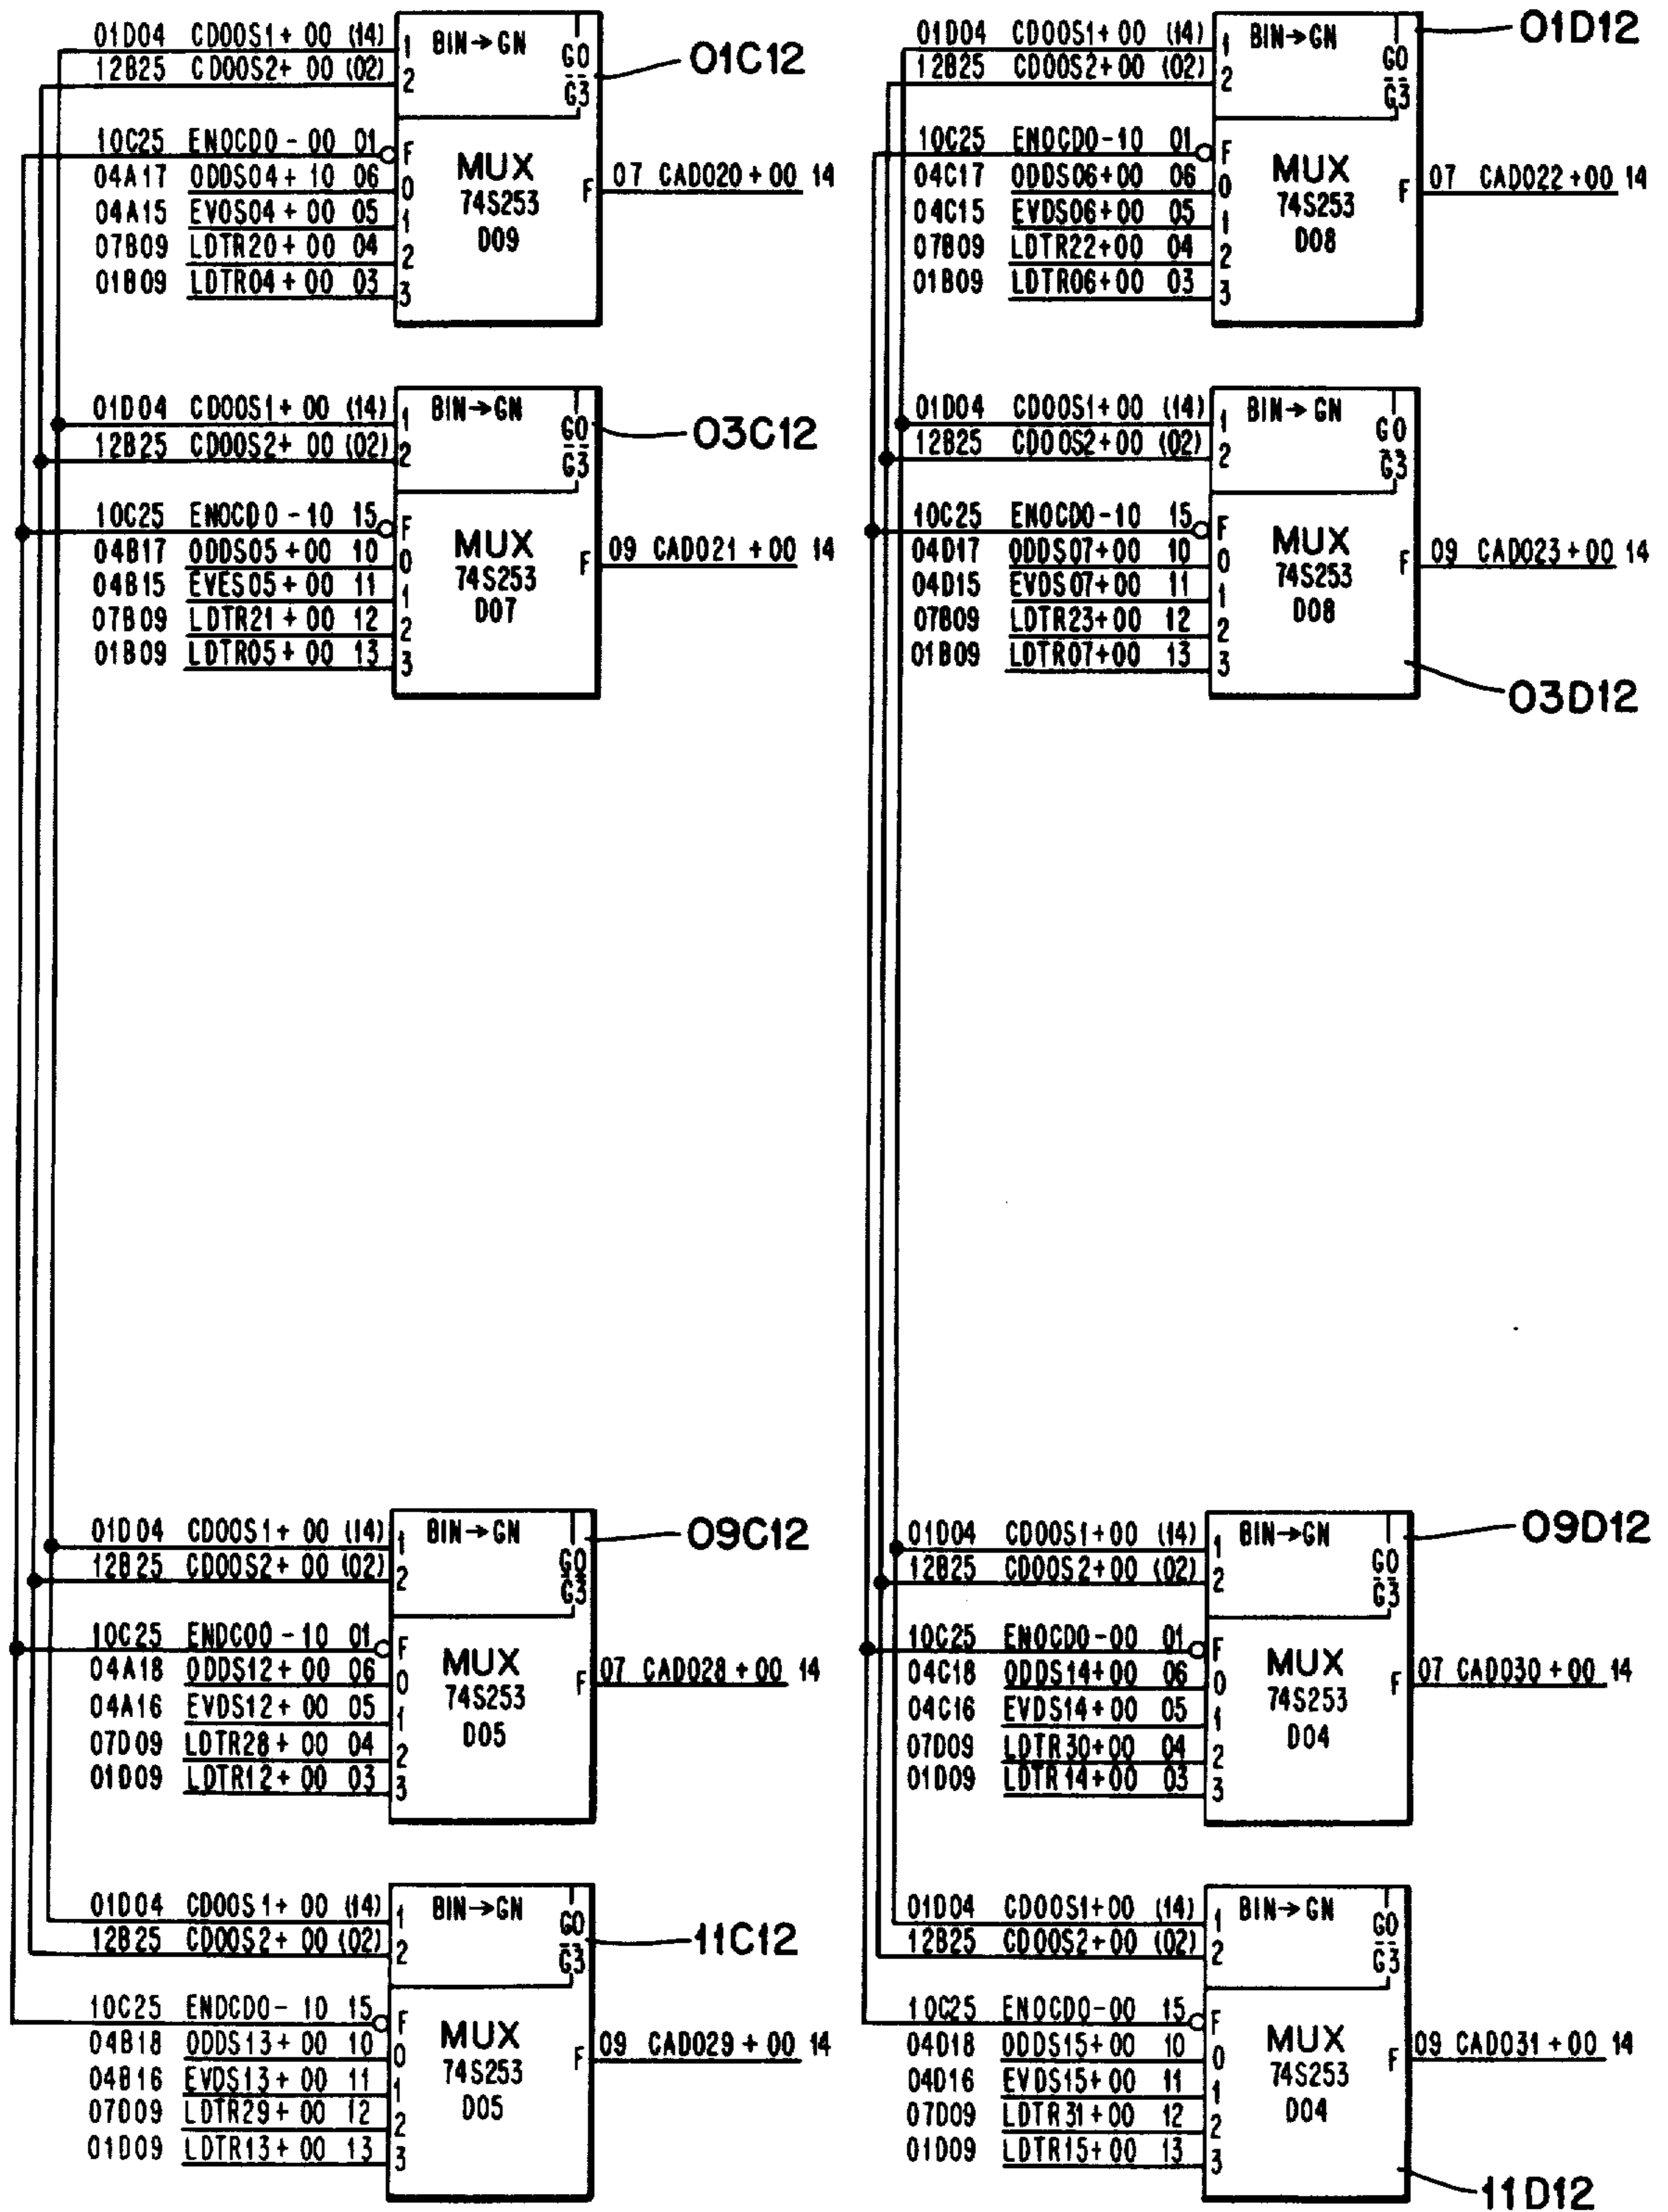 01D04 CD00S1+00 (14) 1 BIN→GN G0
12B25 CD00S2+00 (02) 2 G3
01C12
10C25 ENOCD0-00 01 F MUX
04A17 ODDS04+10 06 0 74S253
04A15 EVOS04+00 05 1 D09
07B09 LDTR20+00 04 2
01B09 LDTR04+00 03 3
F 07 CAD020+00 14
01D04 CD00S1+00 (14) 1 BIN→GN G0
12B25 CD00S2+00 (02) 2 G3
01D12
10C25 ENOCD0-10 01 F MUX
04C17 ODDS06+00 06 0 74S253
04C15 EVDS06+00 05 1 D08
07B09 LDTR22+00 04 2
01B09 LDTR06+00 03 3
F 07 CAD022+00 14
01D04 CD00S1+00 (14) 1 BIN→GN G0
12B25 CD00S2+00 (02) 2 G3
03C12
10C25 ENOCD0-10 15 F MUX
04B17 ODDS05+00 10 0 74S253
04B15 EVES05+00 11 1 D07
07B09 LDTR21+00 12 2
01B09 LDTR05+00 13 3
F 09 CAD021+00 14
01D04 CD00S1+00 (14) 1 BIN→GN G0
12B25 CD00S2+00 (02) 2 G3
10C25 ENOCD0-10 15 F MUX
04D17 ODDS07+00 10 0 74S253
04D15 EVDS07+00 11 1 D08
07B09 LDTR23+00 12 2
01B09 LDTR07+00 13 3
F 09 CAD023+00 14
03D12
01D04 CD00S1+00 (14) 1 BIN→GN G0
12B25 CD00S2+00 (02) 2 G3
09C12
10C25 ENDC00-10 01 F MUX
04A18 ODDS12+00 06 0 74S253
04A16 EVDS12+00 05 1 D05
07D09 LDTR28+00 04 2
01D09 LDTR12+00 03 3
F 07 CAD028+00 14
01D04 CD00S1+00 (14) 1 BIN→GN G0
12B25 CD00S2+00 (02) 2 G3
09D12
10C25 ENOCD0-00 01 F MUX
04C18 ODDS14+00 06 0 74S253
04C16 EVDS14+00 05 1 D04
07D09 LDTR30+00 04 2
01D09 LDTR14+00 03 3
F 07 CAD030+00 14
01D04 CD00S1+00 (14) 1 BIN→GN G0
12B25 CD00S2+00 (02) 2 G3
11C12
10C25 ENDCD0-10 15 F MUX
04B18 ODDS13+00 10 0 74S253
04B16 EVDS13+00 11 1 D05
07D09 LDTR29+00 12 2
01D09 LDTR13+00 13 3
F 09 CAD029+00 14
01D04 CD00S1+00 (14) 1 BIN→GN G0
12B25 CD00S2+00 (02) 2 G3
10C25 ENOCD0-00 15 F MUX
04D18 ODDS15+00 10 0 74S253
04D16 EVDS15+00 11 1 D04
07D09 LDTR31+00 12 2
01D09 LDTR15+00 13 3
F 09 CAD031+00 14
11D12